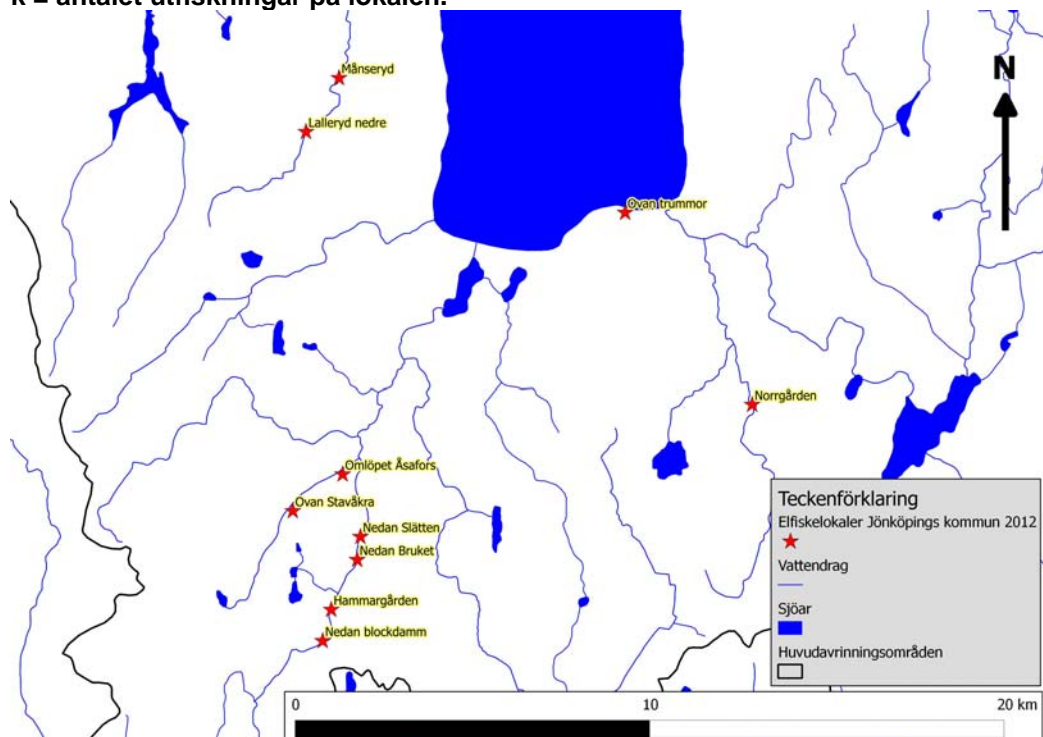 k = antalet utfiskningar på lokalen.
Månseryd
N
Lalleryd nedre
Ovan trummor
Norrgården
Omlöpet Åsafors
Ovan Stavåkra
Nedan Slätten
Nedan Bruket
Hammargården
Nedan blockdamm
Teckenförklaring
Elfiskelokaler Jönköpings kommun 2012
Vattendrag
Sjöar
Huvudavrinningsområden
0 10 20 km